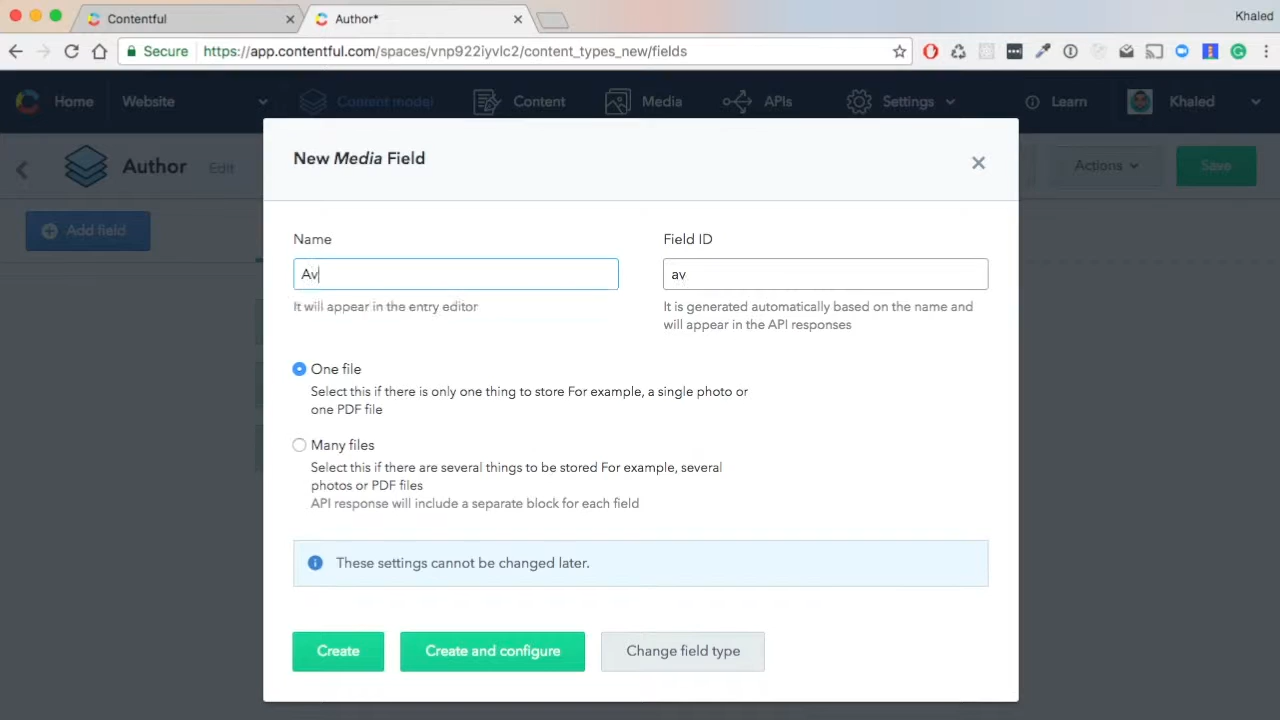 Contentful
Author*
Khaled
Secure
https://app.contentful.com/spaces/vnp922iyvlc2/content_types_new/fields
Home
Website
Content model
Content
Media
APIs
Settings
Learn
Khaled
Author
Edit
Actions
Save
Add field
New Media Field
Name
Field ID
Av
av
It will appear in the entry editor
It is generated automatically based on the name and
will appear in the API responses
One file
Select this if there is only one thing to store For example, a single photo or
one PDF file
Many files
Select this if there are several things to be stored For example, several
photos or PDF files
API response will include a separate block for each field
These settings cannot be changed later.
Create
Create and configure
Change field type